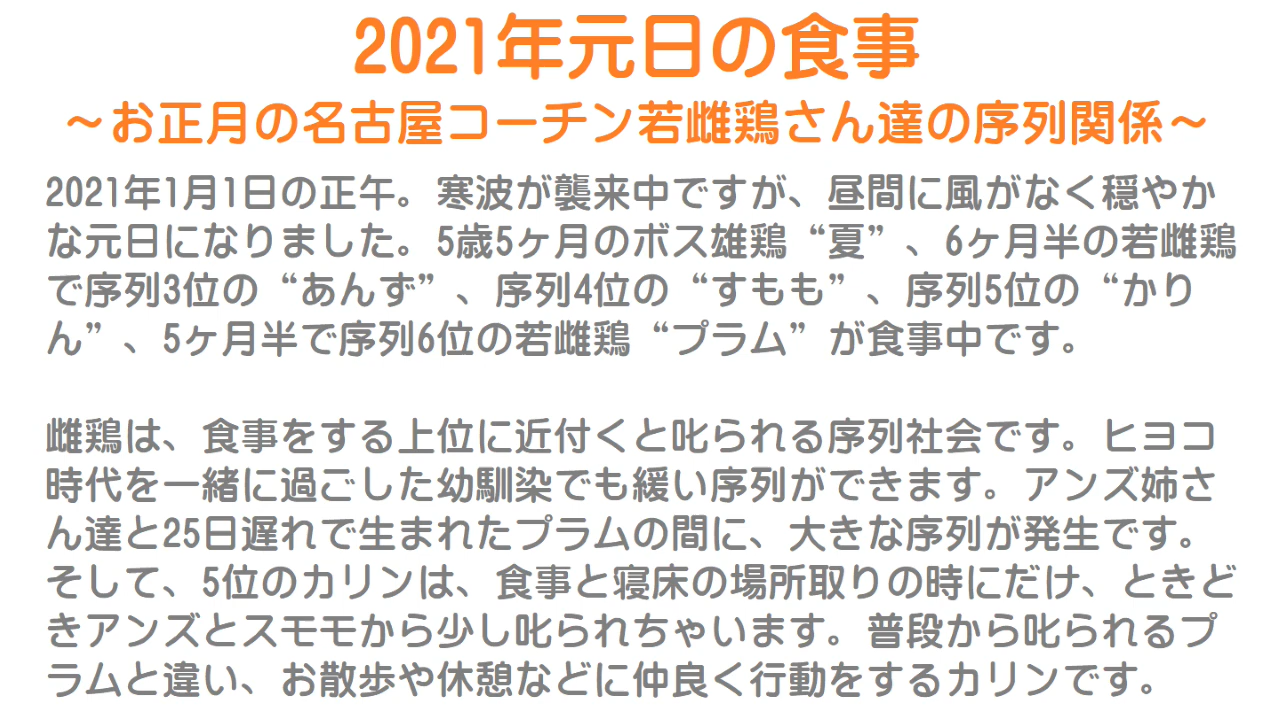 2021年元日の食事
～お正月の名古屋コーチン若雌鶏さん達の序列関係～
2021年1月1日の正午。寒波が襲来中ですが、昼間に風がなく穏やか
な元日になりました。5歳5ヶ月のボス雄鶏“夏”、6ヶ月半の若雌鶏
で序列3位の“あんず”、序列4位の“すもも”、序列5位の“かり
ん”、5ヶ月半で序列6位の若雌鶏“プラム”が食事中です。
雌鶏は、食事をする上位に近付くと叱られる序列社会です。ヒヨコ
時代を一緒に過ごした幼馴染でも緩い序列ができます。アンズ姉さ
ん達と25日遅れで生まれたプラムの間に、大きな序列が発生です。
そして、5位のカリンは、食事と寝床の場所取りの時にだけ、ときど
きアンズとスモモから少し叱られちゃいます。普段から叱られるプ
ラムと違い、お散歩や休憩などに仲良く行動をするカリンです。